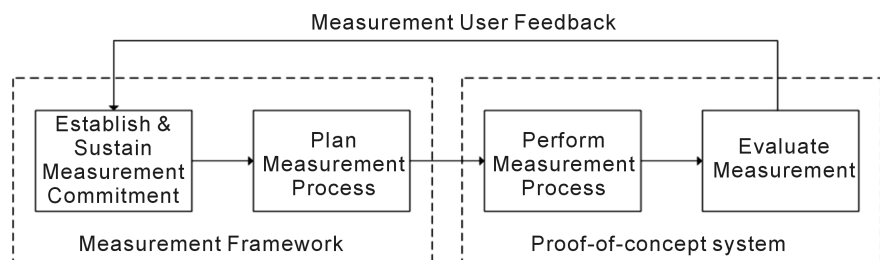 Measurement User Feedback
Establish &
Sustain
Measurement
Commitment
Plan
Measurement
Process
Perform
Measurement
Process
Evaluate
Measurement
Measurement Framework
Proof-of-concept system